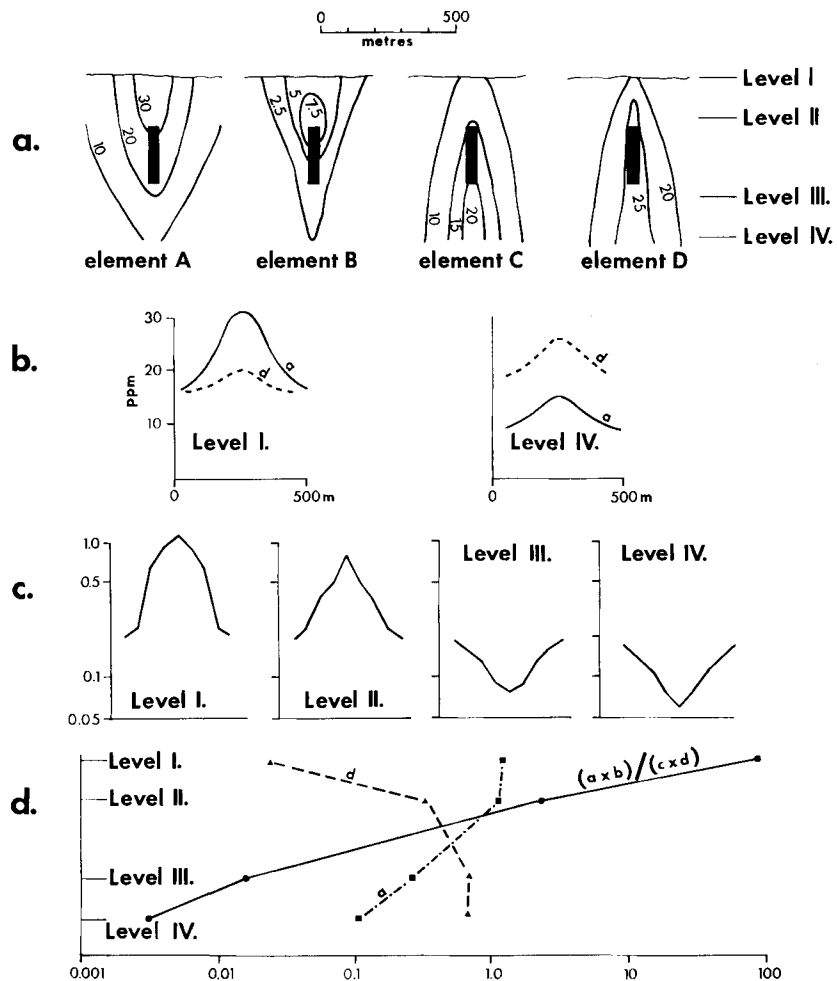 0 500
metres
a.
30
20
10
element A
2.5
5
7.5
element B
10
15
20
element C
25
20
element D
Level I
Level II
Level III.
Level IV.
b.
30
20
10
ppm
a
d
Level I.
0 500m
d
a
Level IV.
0 500m
c.
1.0
0.5
0.1
0.05
Level I.
Level II.
Level III.
Level IV.
d.
Level I.
Level II.
Level III.
Level IV.
d
a
(a x b)/(c x d)
0.001 0.01 0.1 1.0 10 100